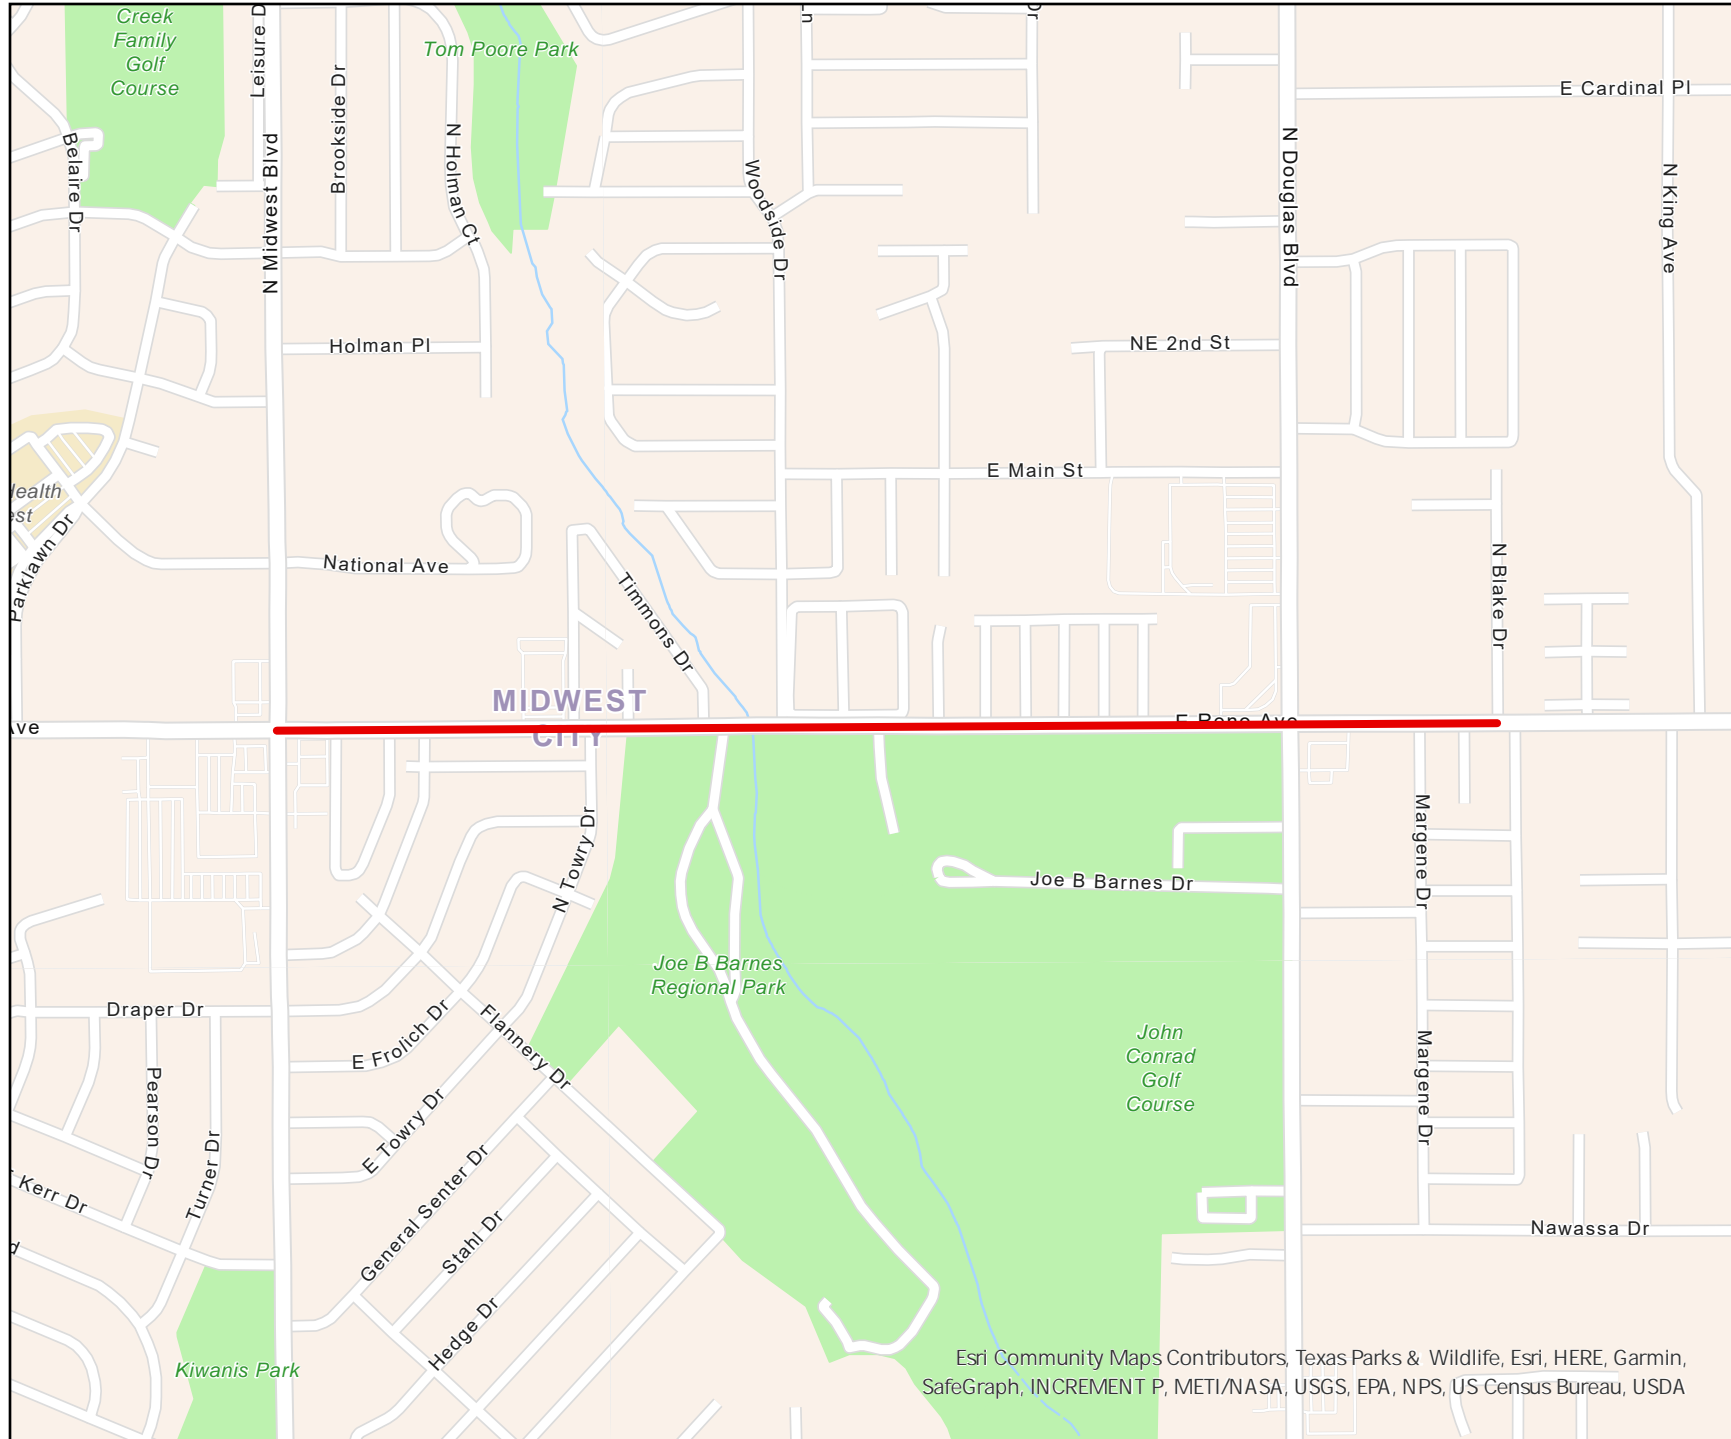 Creek
Family
Golf
Course
Leisure D
Brookside Dr
Tom Poore Park
n
Dr
E Cardinal Pl
Belaire Dr
N Midwest Blvd
N Holman Ct
Woodside Dr
N Douglas Blvd
N King Ave
Holman Pl
NE 2nd St
E Main St
Health
est
Parklawn Dr
National Ave
Timmons Dr
N Blake Dr
MIDWEST
CITY
Ave
E Reno Ave
N Towry Dr
Margene Dr
Joe B Barnes Dr
Joe B Barnes
Regional Park
Draper Dr
E Frolich Dr
Flannery Dr
John
Conrad
Golf
Course
Margene Dr
Pearson Dr
Turner Dr
E Towry Dr
Kerr Dr
General Senter Dr
Stahl Dr
Nawassa Dr
d
Hedge Dr
Kiwanis Park
Esri Community Maps Contributors, Texas Parks & Wildlife, Esri, HERE, Garmin,
SafeGraph, INCREMENT P, METI/NASA, USGS, EPA, NPS, US Census Bureau, USDA